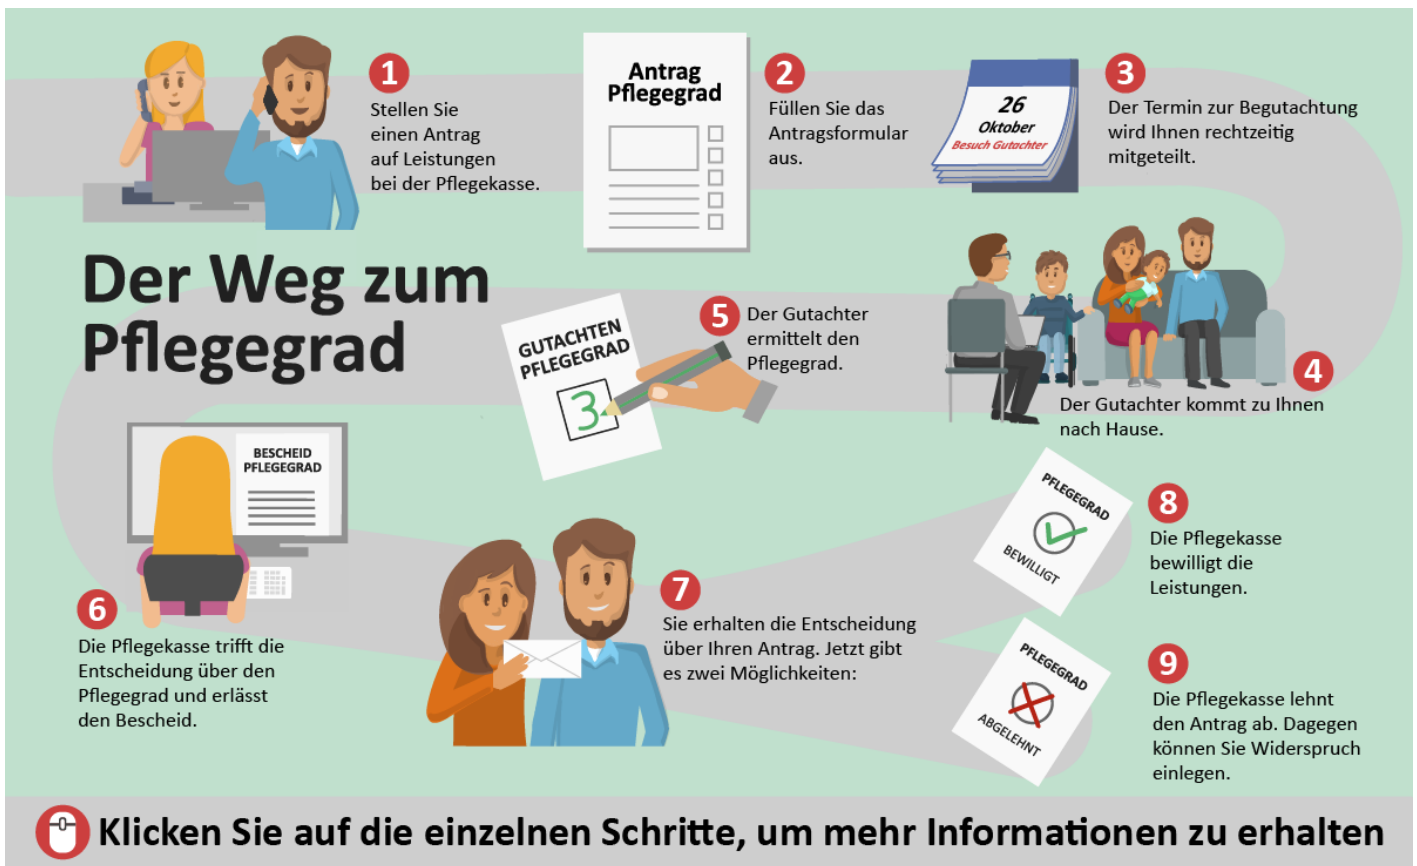 1
Stellen Sie
einen Antrag
auf Leistungen
bei der Pflegekasse.
Antrag
Pflegegrad
2
Füllen Sie das
Antragsformular
aus.
26
Oktober
Besuch Gutachter
3
Der Termin zur Begutachtung
wird Ihnen rechtzeitig
mitgeteilt.
Der Weg zum
Pflegegrad
4
Der Gutachter kommt zu Ihnen
nach Hause.
GUTACHTEN
PFLEGEGRAD
3
5
Der Gutachter
ermittelt den
Pflegegrad.
BESCHEID
PFLEGEGRAD
6
Die Pflegekasse trifft die
Entscheidung über den
Pflegegrad und erlässt
den Bescheid.
7
Sie erhalten die Entscheidung
über Ihren Antrag. Jetzt gibt
es zwei Möglichkeiten:
PFLEGEGRAD
BEWILLIGT
8
Die Pflegekasse
bewilligt die
Leistungen.
PFLEGEGRAD
ABGELEHNT
9
Die Pflegekasse lehnt
den Antrag ab. Dagegen
können Sie Widerspruch
einlegen.
Klicken Sie auf die einzelnen Schritte, um mehr Informationen zu erhalten